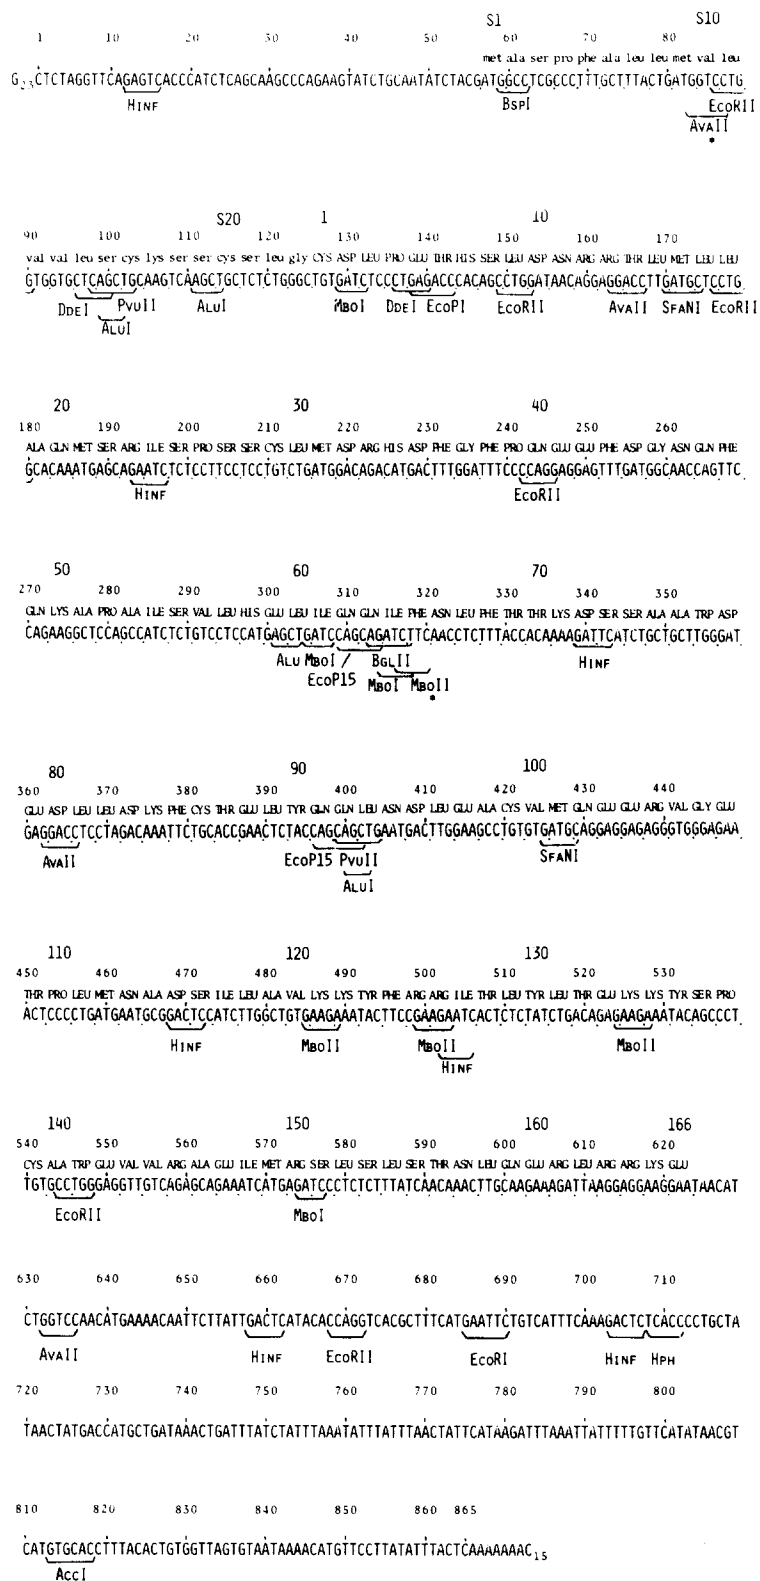 S1 S10
1 10 20 30 40 50 60 70 80
met ala ser pro phe ala leu leu met val leu
G23CTCTAGGTTCAGAGTCACCCATCTCAGCAAGCCCAGAAGTATCTGCAATATCTACGATGGCCTCGCCCTTTGCTTTACTGATGGTCCTG
HINF BSPI ECORII
AVAII
*
S20 1 10
90 100 110 120 130 140 150 160 170
val val leu ser cys lys ser ser cys ser leu gly CYS ASP LEU PRO GLU THR HIS SER LEU ASP ASN ARG ARG THR LEU MET LEU LEU
GTGGTGCTCAGCTGCAAGTCAAGCTGCTCTCTGGGCTGTGATCTCCCTGAGACCCACAGCCTGGATAACAGGAGGACCTTGATGCTCCTG
DDEI PVUII ALUI MBOI DDEI ECOPI ECORII AVAII SFANI ECORII
ALUI
20 30 40
180 190 200 210 220 230 240 250 260
ALA GLN MET SER ARG ILE SER PRO SER SER CYS LEU MET ASP ARG HIS ASP PHE GLY PHE PRO GLN GLU GLU PHE ASP GLY ASN GLN PHE
GCACAAATGAGCAGAATCTCTCCTTCCTCCTGTCTGATGGACAGACATGACTTTGGATTTCCCCAGGAGGAGTTTGATGGCAACCAGTTC
HINF ECORII
50 60 70
270 280 290 300 310 320 330 340 350
GLN LYS ALA PRO ALA ILE SER VAL LEU HIS GLU LEU ILE GLN GLN ILE PHE ASN LEU PHE THR THR LYS ASP SER SER ALA ALA TRP ASP
CAGAAGGCTCCAGCCATCTCTGTCCTCCATGAGCTGATCCAGCAGATCTTCAACCTCTTTACCACAAAAGATTCATCTGCTGCTTGGGAT
ALU MBOI / BGLII HINF
ECOP15 MBOI MBOII
*
80 90 100
360 370 380 390 400 410 420 430 440
GLU ASP LEU LEU ASP LYS PHE CYS THR GLU LEU TYR GLN GLN LEU ASN ASP LEU GLU ALA CYS VAL MET GLN GLU GLU ARG VAL GLY GLU
GAGGACCTCCTAGACAAATTCTGCACCGAACTCTACCAGCAGCTGAATGACTTGGAAGCCTGTGTGATGCAGGAGGAGAGGGTGGGAGAA
AVAII ECOP15 PVUII SFANI
ALUI
110 120 130
450 460 470 480 490 500 510 520 530
THR PRO LEU MET ASN ALA ASP SER ILE LEU ALA VAL LYS LYS TYR PHE ARG ARG ILE THR LEU TYR LEU THR GLU LYS LYS TYR SER PRO
ACTCCCCTGATGAATGCGGACTCCATCTTGGCTGTGAAGAAATACTTCCGAAGAATCACTCTCTATCTGACAGAGAAGAAATACAGCCCT
HINF MBOII MBOII MBOII
HINF
140 150 160 166
540 550 560 570 580 590 600 610 620
CYS ALA TRP GLU VAL VAL ARG ALA GLU ILE MET ARG SER LEU SER LEU SER THR ASN LEU GLN GLU ARG LEU ARG ARG LYS GLU
TGTGCCTGGGAGGTTGTCAGAGCAGAAATCATGAGATCCCTCTCTTTATCAACAAACTTGCAAGAAAGATTAAGGAGGAAGGAATAACAT
ECORII MBOI
630 640 650 660 670 680 690 700 710
CTGGTCCAACATGAAAACAATTCTTATTGACTCATACACCAGGTCACGCTTTCATGAATTCTGTCATTTCAAAGACTCTCACCCCTGCTA
AVAII HINF ECORII ECORI HINF HPH
720 730 740 750 760 770 780 790 800
TAACTATGACCATGCTGATAAACTGATTTATCTATTTAAATATTTATTTAACTATTCATAAGATTTAAATTATTTTTGTTCATATAACGT
810 820 830 840 850 860 865
CATGTGCACCTTTACACTGTGGTTAGTGTAATAAAACATGTTCCTTATATTTACTCAAAAAAAC15
ACCI